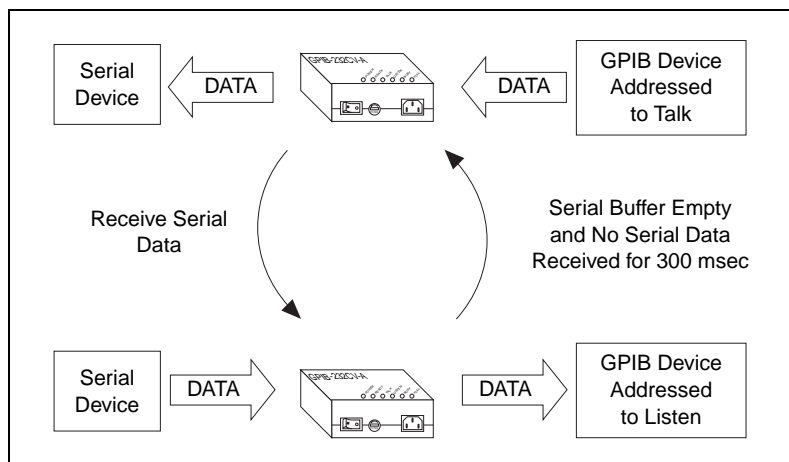 Serial
Device
DATA
GPIB-232CV-A
DATA
GPIB Device
Addressed
to Talk
Receive Serial
Data
Serial Buffer Empty
and No Serial Data
Received for 300 msec
Serial
Device
DATA
GPIB-232CV-A
DATA
GPIB Device
Addressed
to Listen